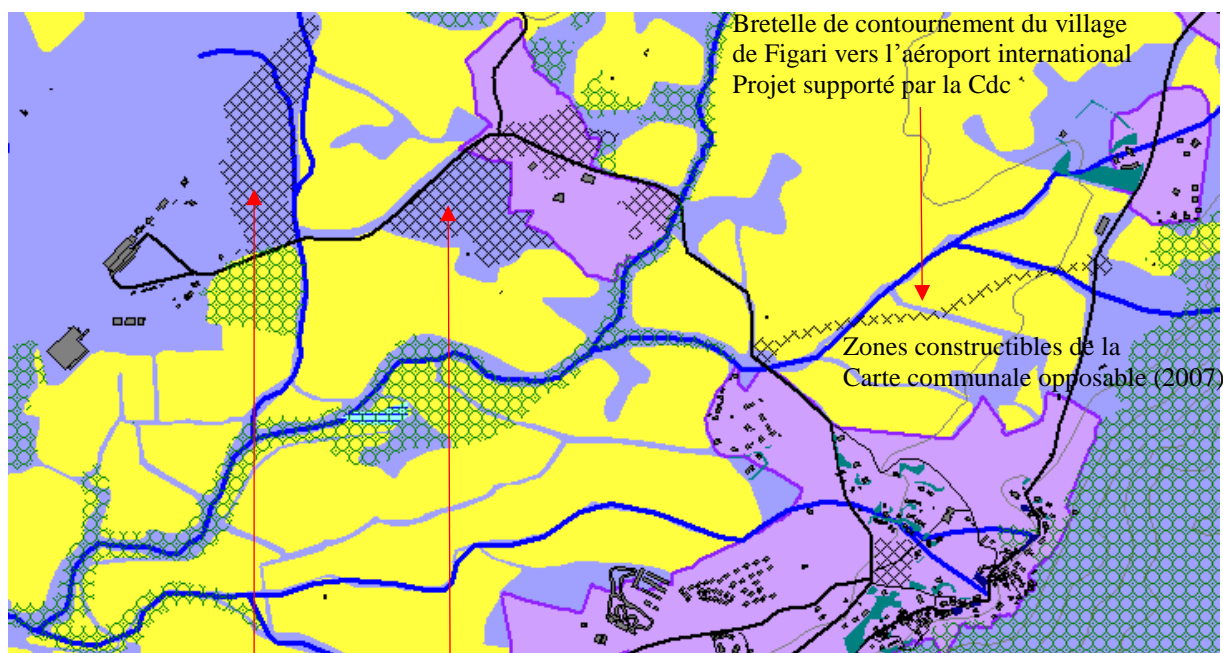 Bretelle de contournement du village
de Figari vers l’aéroport international
Projet supporté par la Cdc
Zones constructibles de la
Carte communale opposable (2007)